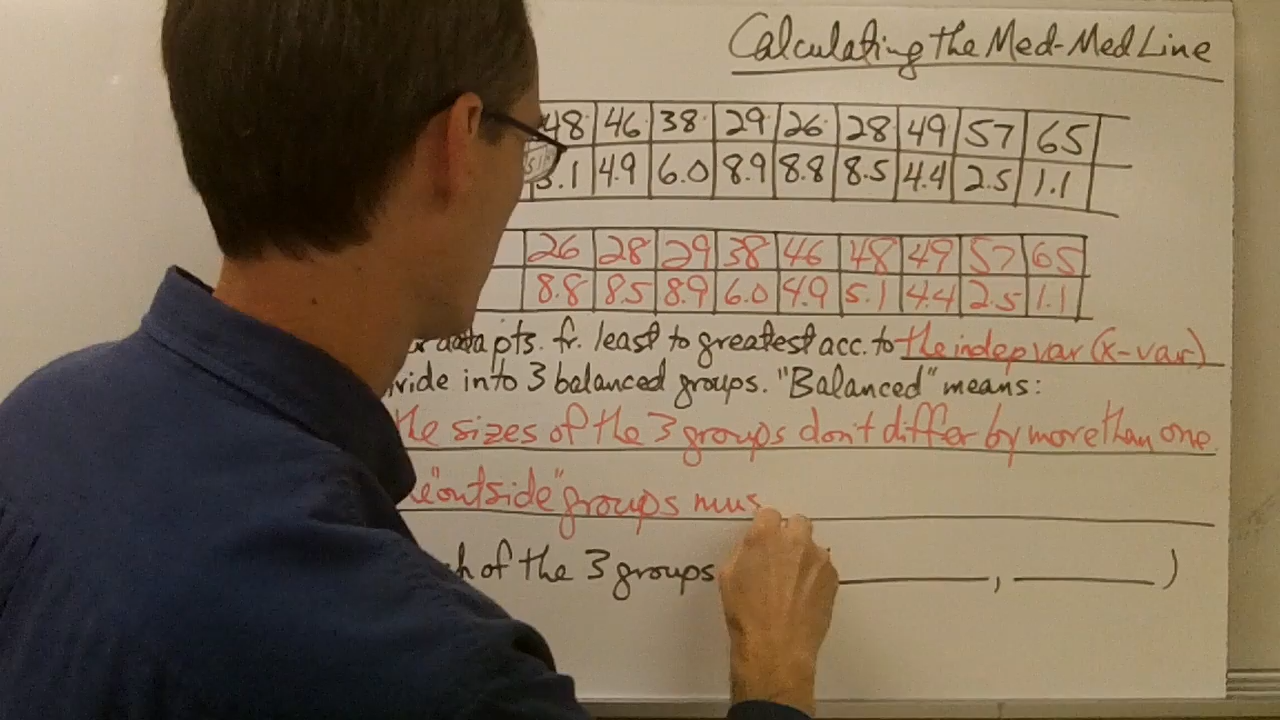 Calculating the Med-Med Line
48 46 38 29 26 28 49 57 65
4.9 6.0 8.9 8.8 8.5 4.4 2.5 1.1
26 28 29 38 46 48 49 57 65
8.8 8.5 8.9 6.0 4.9 5.1 4.4 2.5 1.1
pts. fr. least to greatest acc. to the indep var (x-var)
into 3 balanced groups. "Balanced" means:
the sizes of the 3 groups don't differ by more than one.
"outside" groups mus
of the 3 groups , )